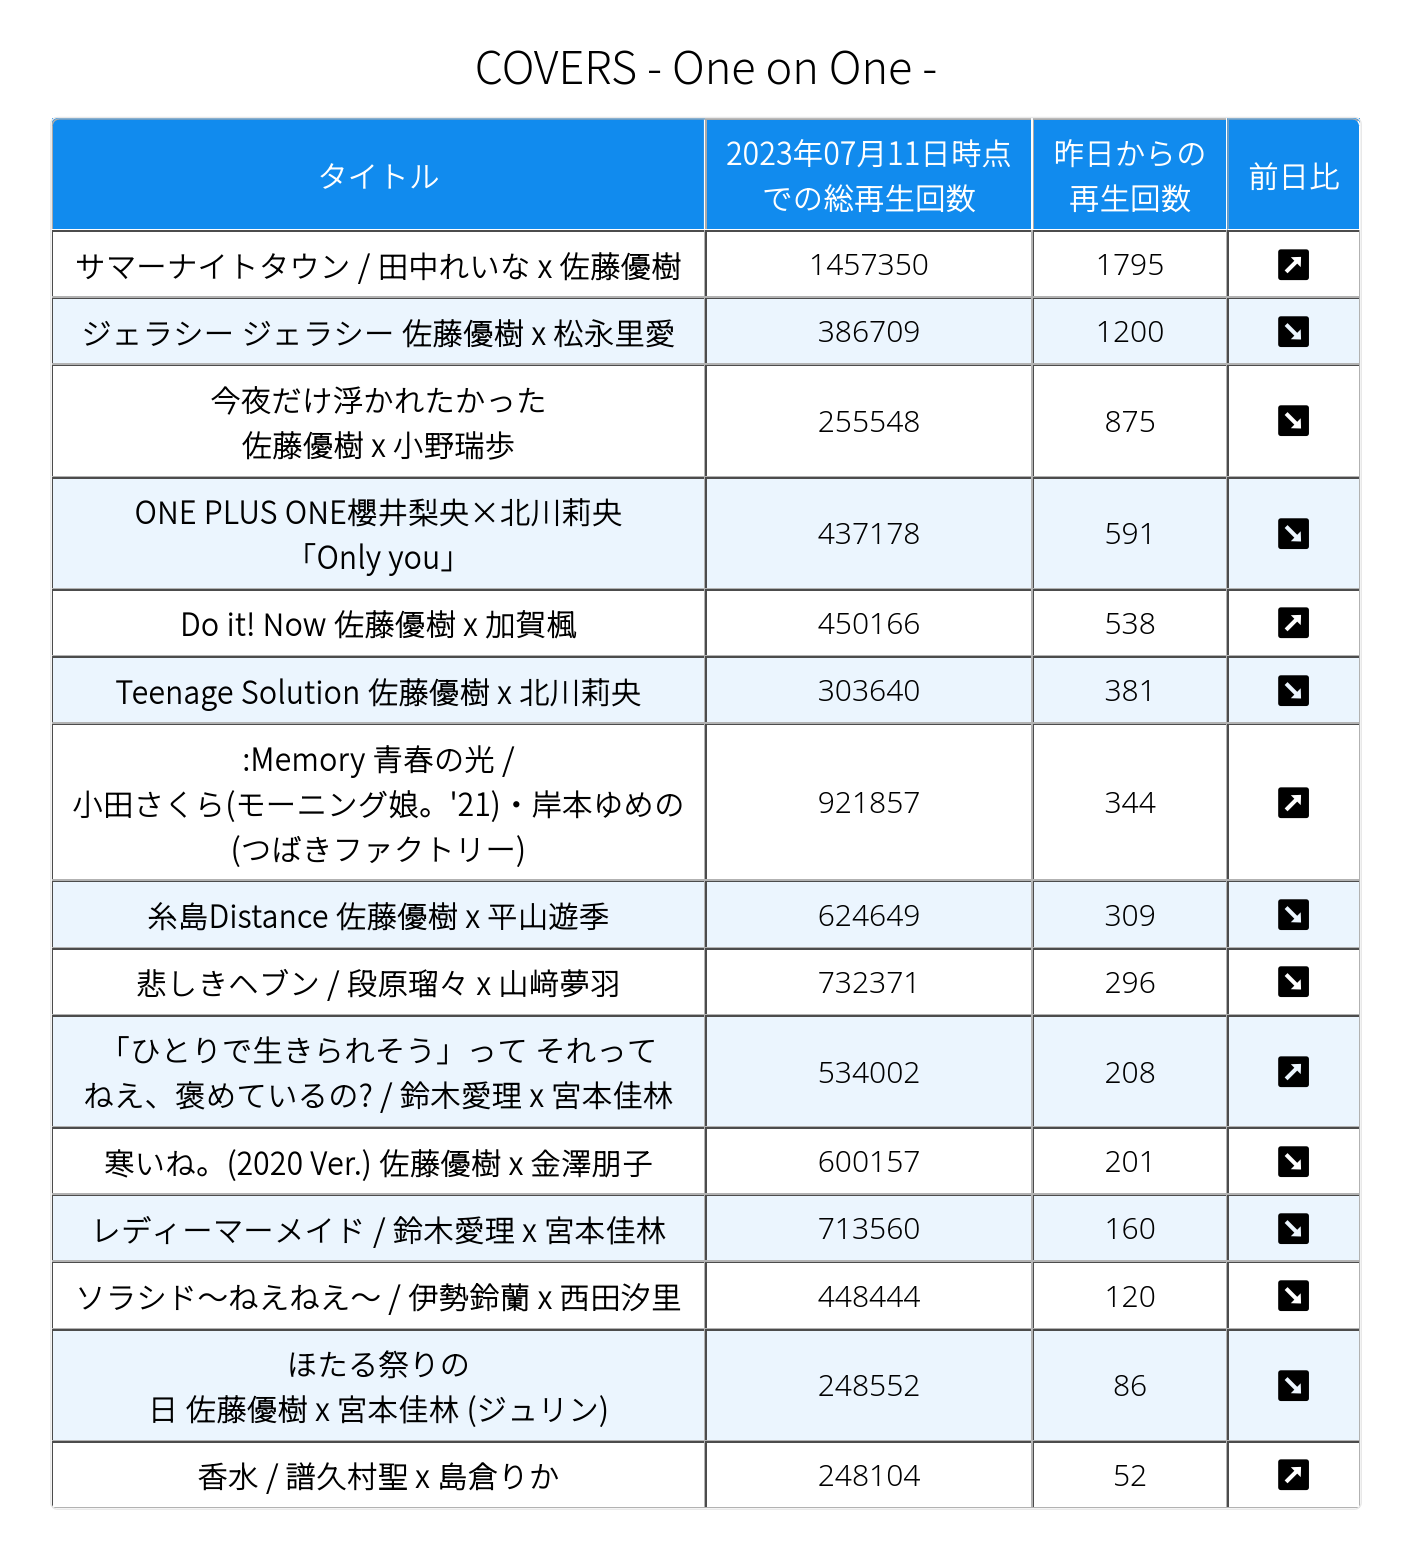 COVERS - One on One -
タイトル
2023年07月11日時点
での総再生回数
昨日からの
再生回数
前日比
サマーナイトタウン / 田中れいな x 佐藤優樹
1457350
1795
ジェラシー ジェラシー 佐藤優樹 x 松永里愛
386709
1200
今夜だけ浮かれたかった
佐藤優樹 x 小野瑞歩
255548
875
ONE PLUS ONE櫻井梨央×北川莉央
「Only you」
437178
591
Do it! Now 佐藤優樹 x 加賀楓
450166
538
Teenage Solution 佐藤優樹 x 北川莉央
303640
381
:Memory 青春の光 /
小田さくら(モーニング娘。'21)・岸本ゆめの
(つばきファクトリー)
921857
344
糸島Distance 佐藤優樹 x 平山遊季
624649
309
悲しきヘブン / 段原瑠々 x 山﨑夢羽
732371
296
「ひとりで生きられそう」って それって
ねえ、褒めているの? / 鈴木愛理 x 宮本佳林
534002
208
寒いね。(2020 Ver.) 佐藤優樹 x 金澤朋子
600157
201
レディーマーメイド / 鈴木愛理 x 宮本佳林
713560
160
ソラシド～ねえねえ～ / 伊勢鈴蘭 x 西田汐里
448444
120
ほたる祭りの
日 佐藤優樹 x 宮本佳林 (ジュリン)
248552
86
香水 / 譜久村聖 x 島倉りか
248104
52